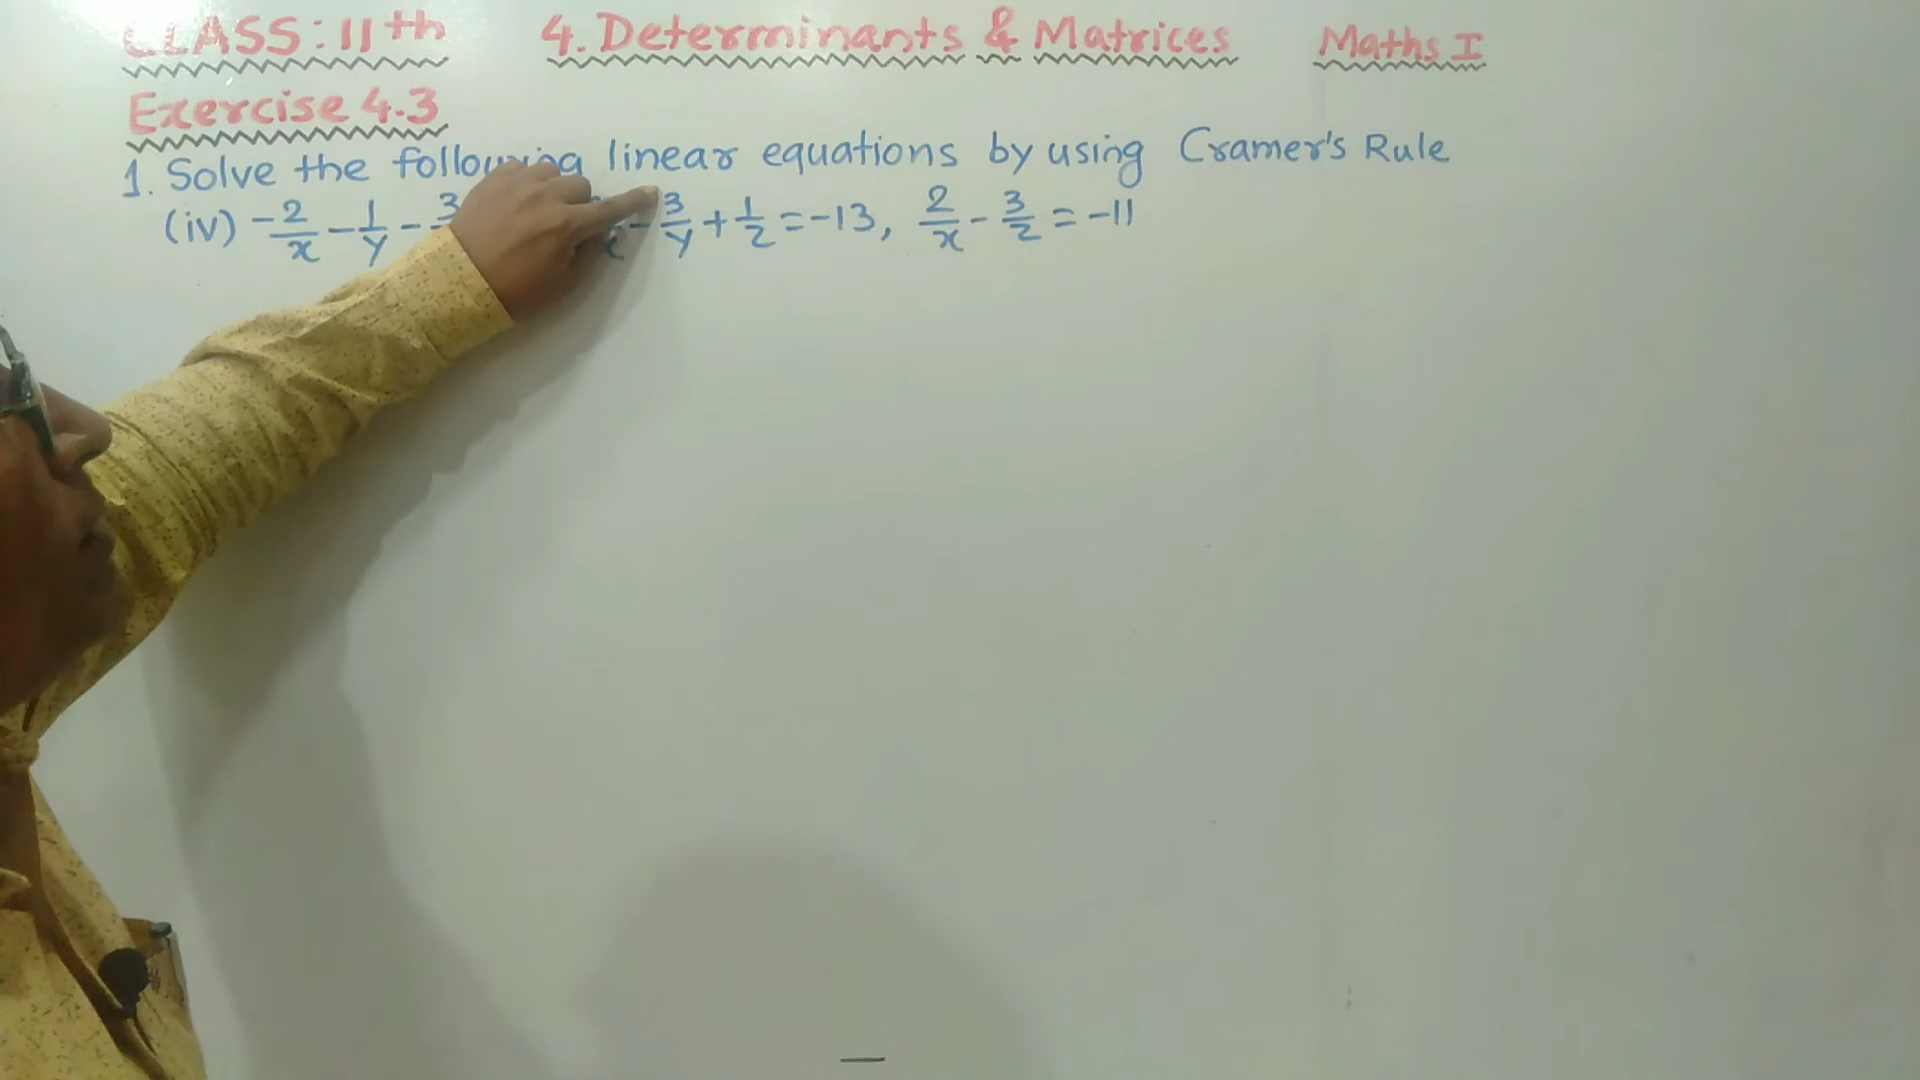 CLASS: 11th 4. Determinants & Matrices Maths I
Exercise 4.3
1. Solve the following linear equations by using Cramer's Rule
(iv) -2/x - 1/y - 3 - 3/y + 1/z = -13, 2/x - 3/z = -11